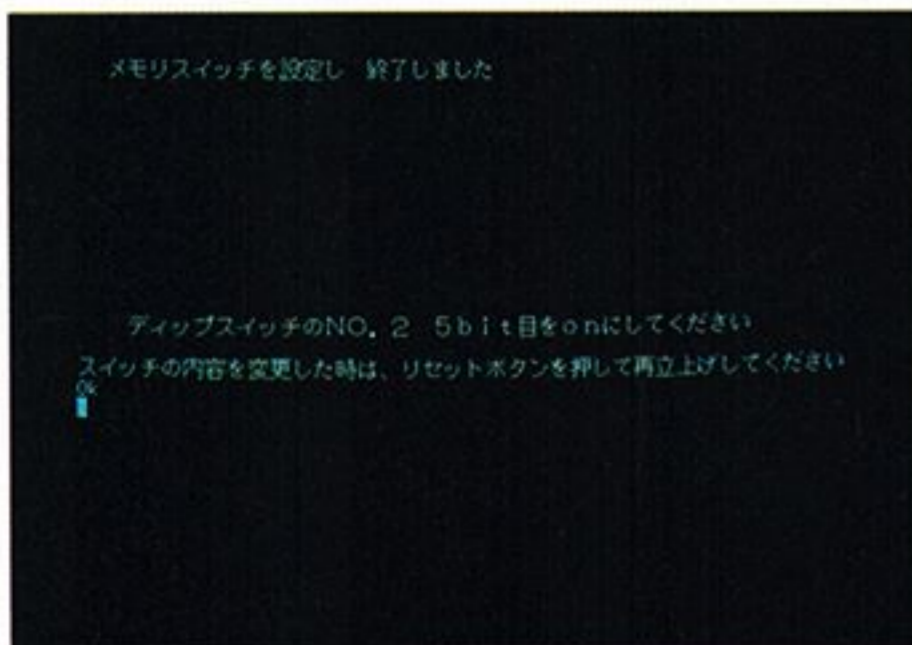 メモリスイッチを設定し　終了しました
ディップスイッチのNO．2　5bit目をonにしてください
スイッチの内容を変更した時は、リセットボタンを押して再立上げしてください
Ok